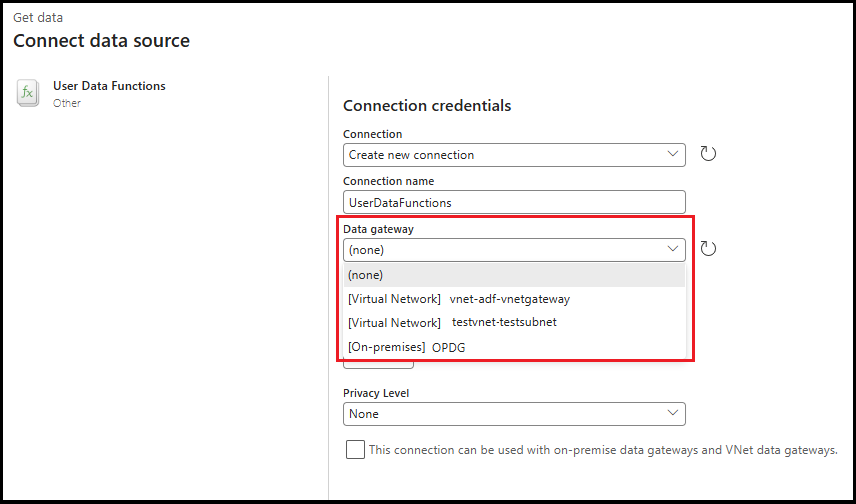 Get data
Connect data source
fx
User Data Functions
Other
Connection credentials
Connection
Create new connection
Connection name
UserDataFunctions
Data gateway
(none)
(none)
[Virtual Network] vnet-adf-vnetgateway
[Virtual Network] testvnet-testsubnet
[On-premises] OPDG
Privacy Level
None
This connection can be used with on-premise data gateways and VNet data gateways.